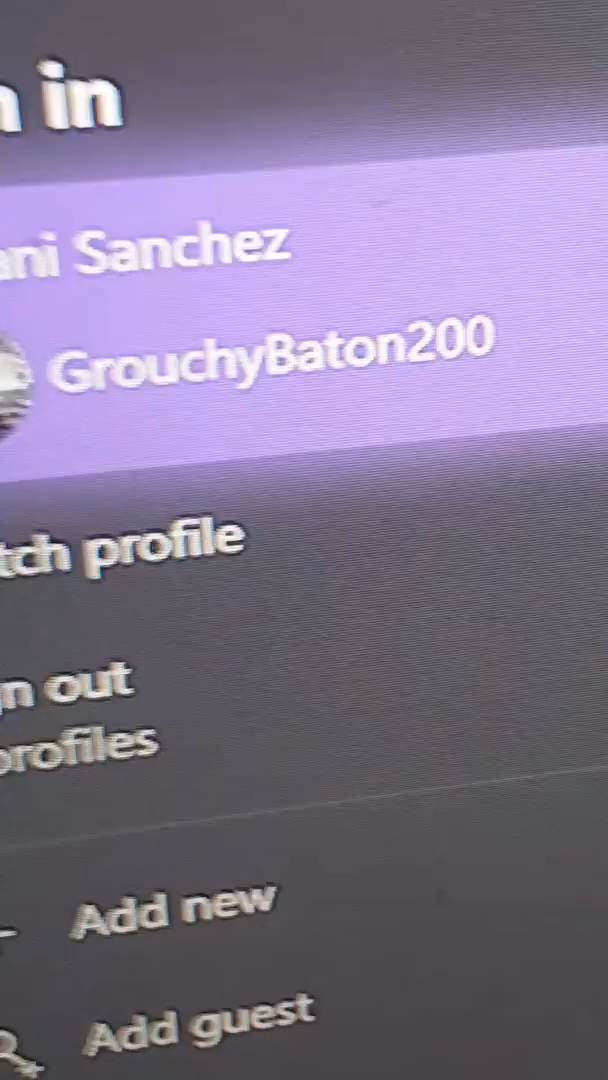 in
Sanchez
GrouchyBaton200
profile
out
profiles
Add new
Add guest